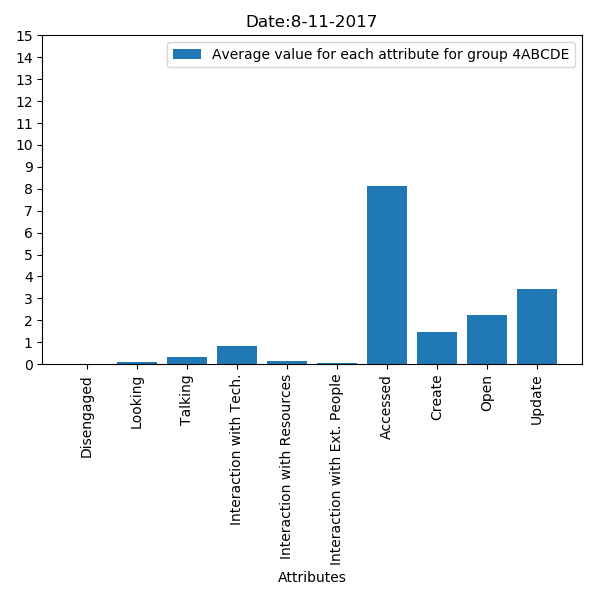 Date:8-11-2017
Average value for each attribute for group 4ABCDE
15
14
13
12
11
10
9
8
7
6
5
4
3
2
1
0
Disengaged
Looking
Talking
Interaction with Tech.
Interaction with Resources
Interaction with Ext. People
Accessed
Create
Open
Update
Attributes